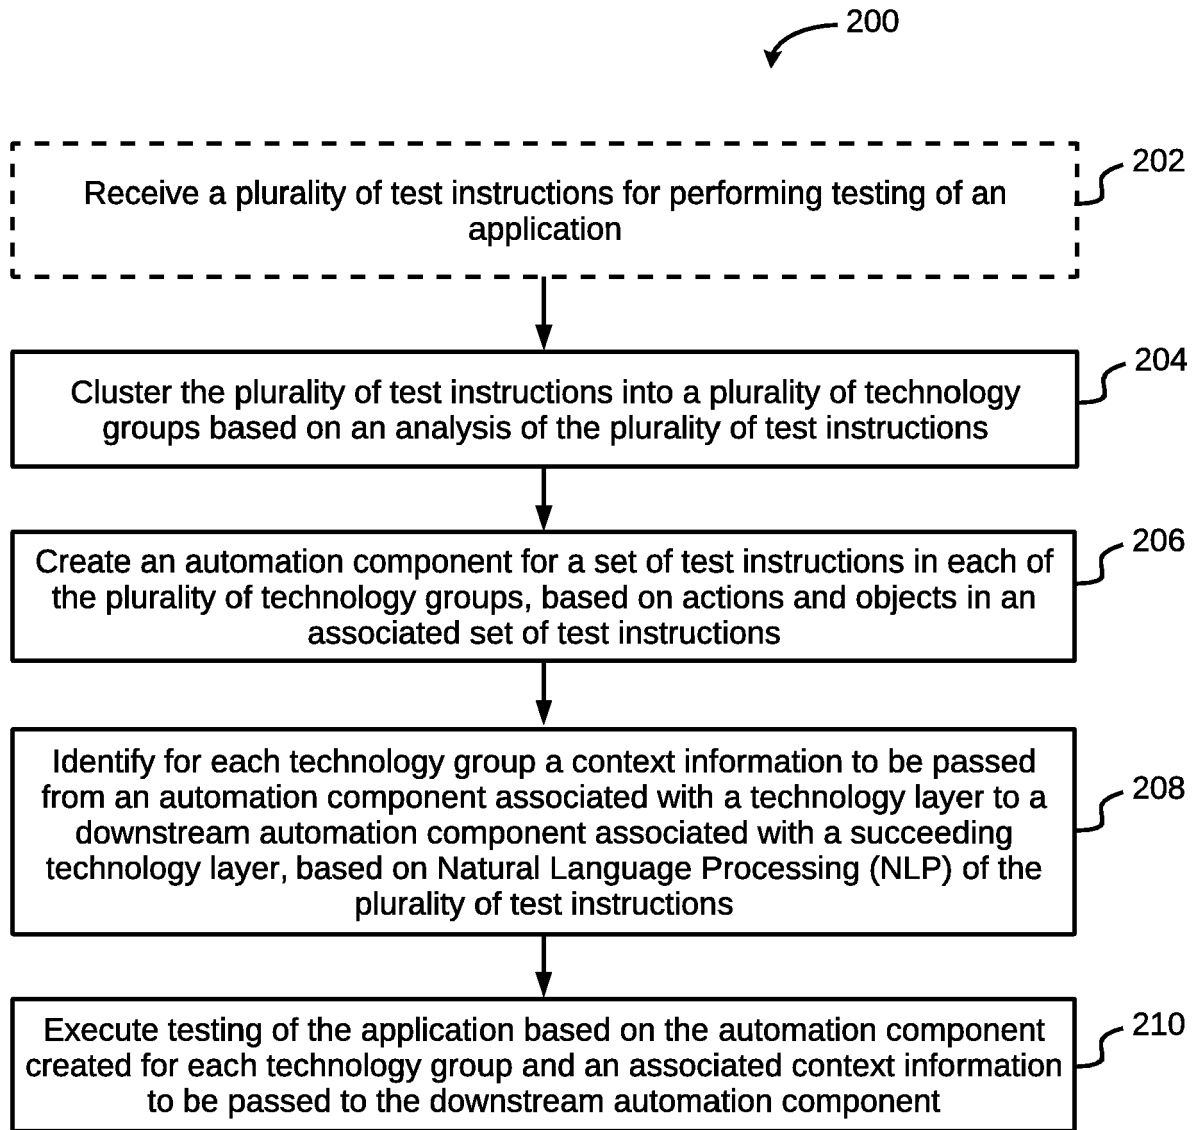 200
202
Receive a plurality of test instructions for performing testing of an
application
204
Cluster the plurality of test instructions into a plurality of technology
groups based on an analysis of the plurality of test instructions
206
Create an automation component for a set of test instructions in each of
the plurality of technology groups, based on actions and objects in an
associated set of test instructions
208
Identify for each technology group a context information to be passed
from an automation component associated with a technology layer to a
downstream automation component associated with a succeeding
technology layer, based on Natural Language Processing (NLP) of the
plurality of test instructions
210
Execute testing of the application based on the automation component
created for each technology group and an associated context information
to be passed to the downstream automation component